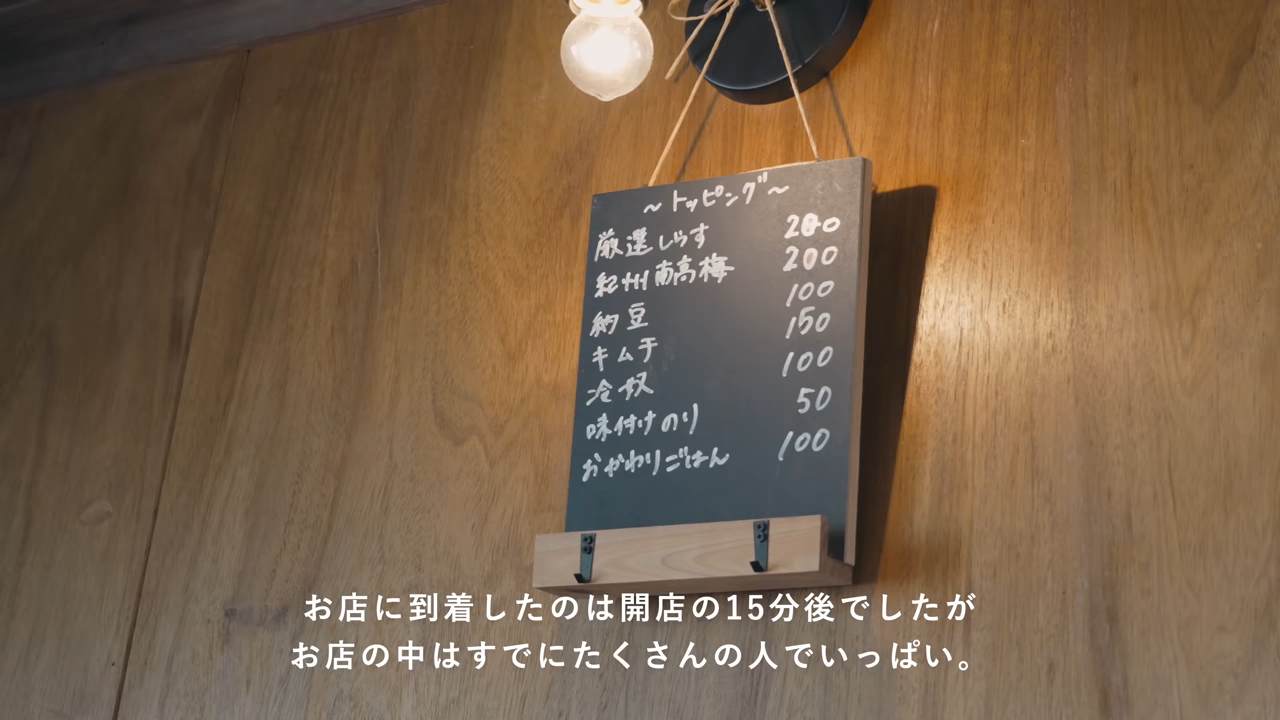 ～トッピング～
厳選しらす 200
紀州南高梅 200
納豆 100
キムチ 150
冷奴 100
味付けのり 50
おかわりごはん 100
お店に到着したのは開店の15分後でしたが
お店の中はすでにたくさんの人でいっぱい。